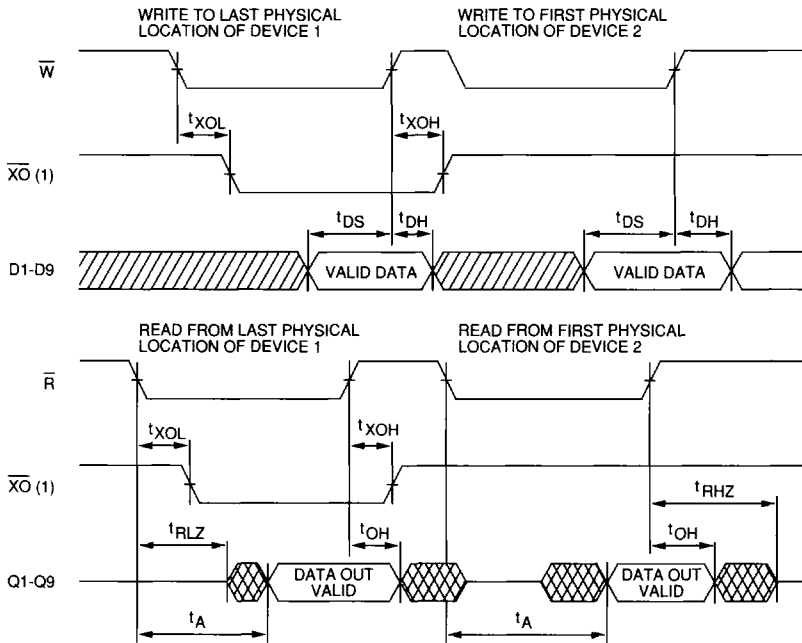 WRITE TO LAST PHYSICAL
LOCATION OF DEVICE 1
WRITE TO FIRST PHYSICAL
LOCATION OF DEVICE 2
W̅
tXOL
tXOH
X̅O̅ (1)
tDS
tDH
tDS
tDH
D1-D9
VALID DATA
VALID DATA
READ FROM LAST PHYSICAL
LOCATION OF DEVICE 1
READ FROM FIRST PHYSICAL
LOCATION OF DEVICE 2
R̅
tXOL
tXOH
X̅O̅ (1)
tRHZ
tRLZ
tOH
tOH
Q1-Q9
DATA OUT
VALID
DATA OUT
VALID
tA
tA